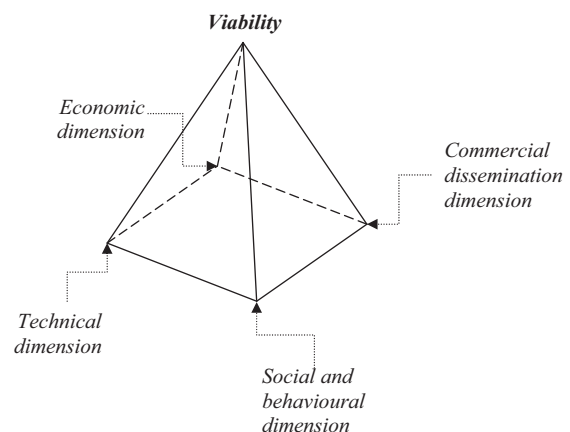 Viability
Economic
dimension
Commercial
dissemination
dimension
Technical
dimension
Social and
behavioural
dimension